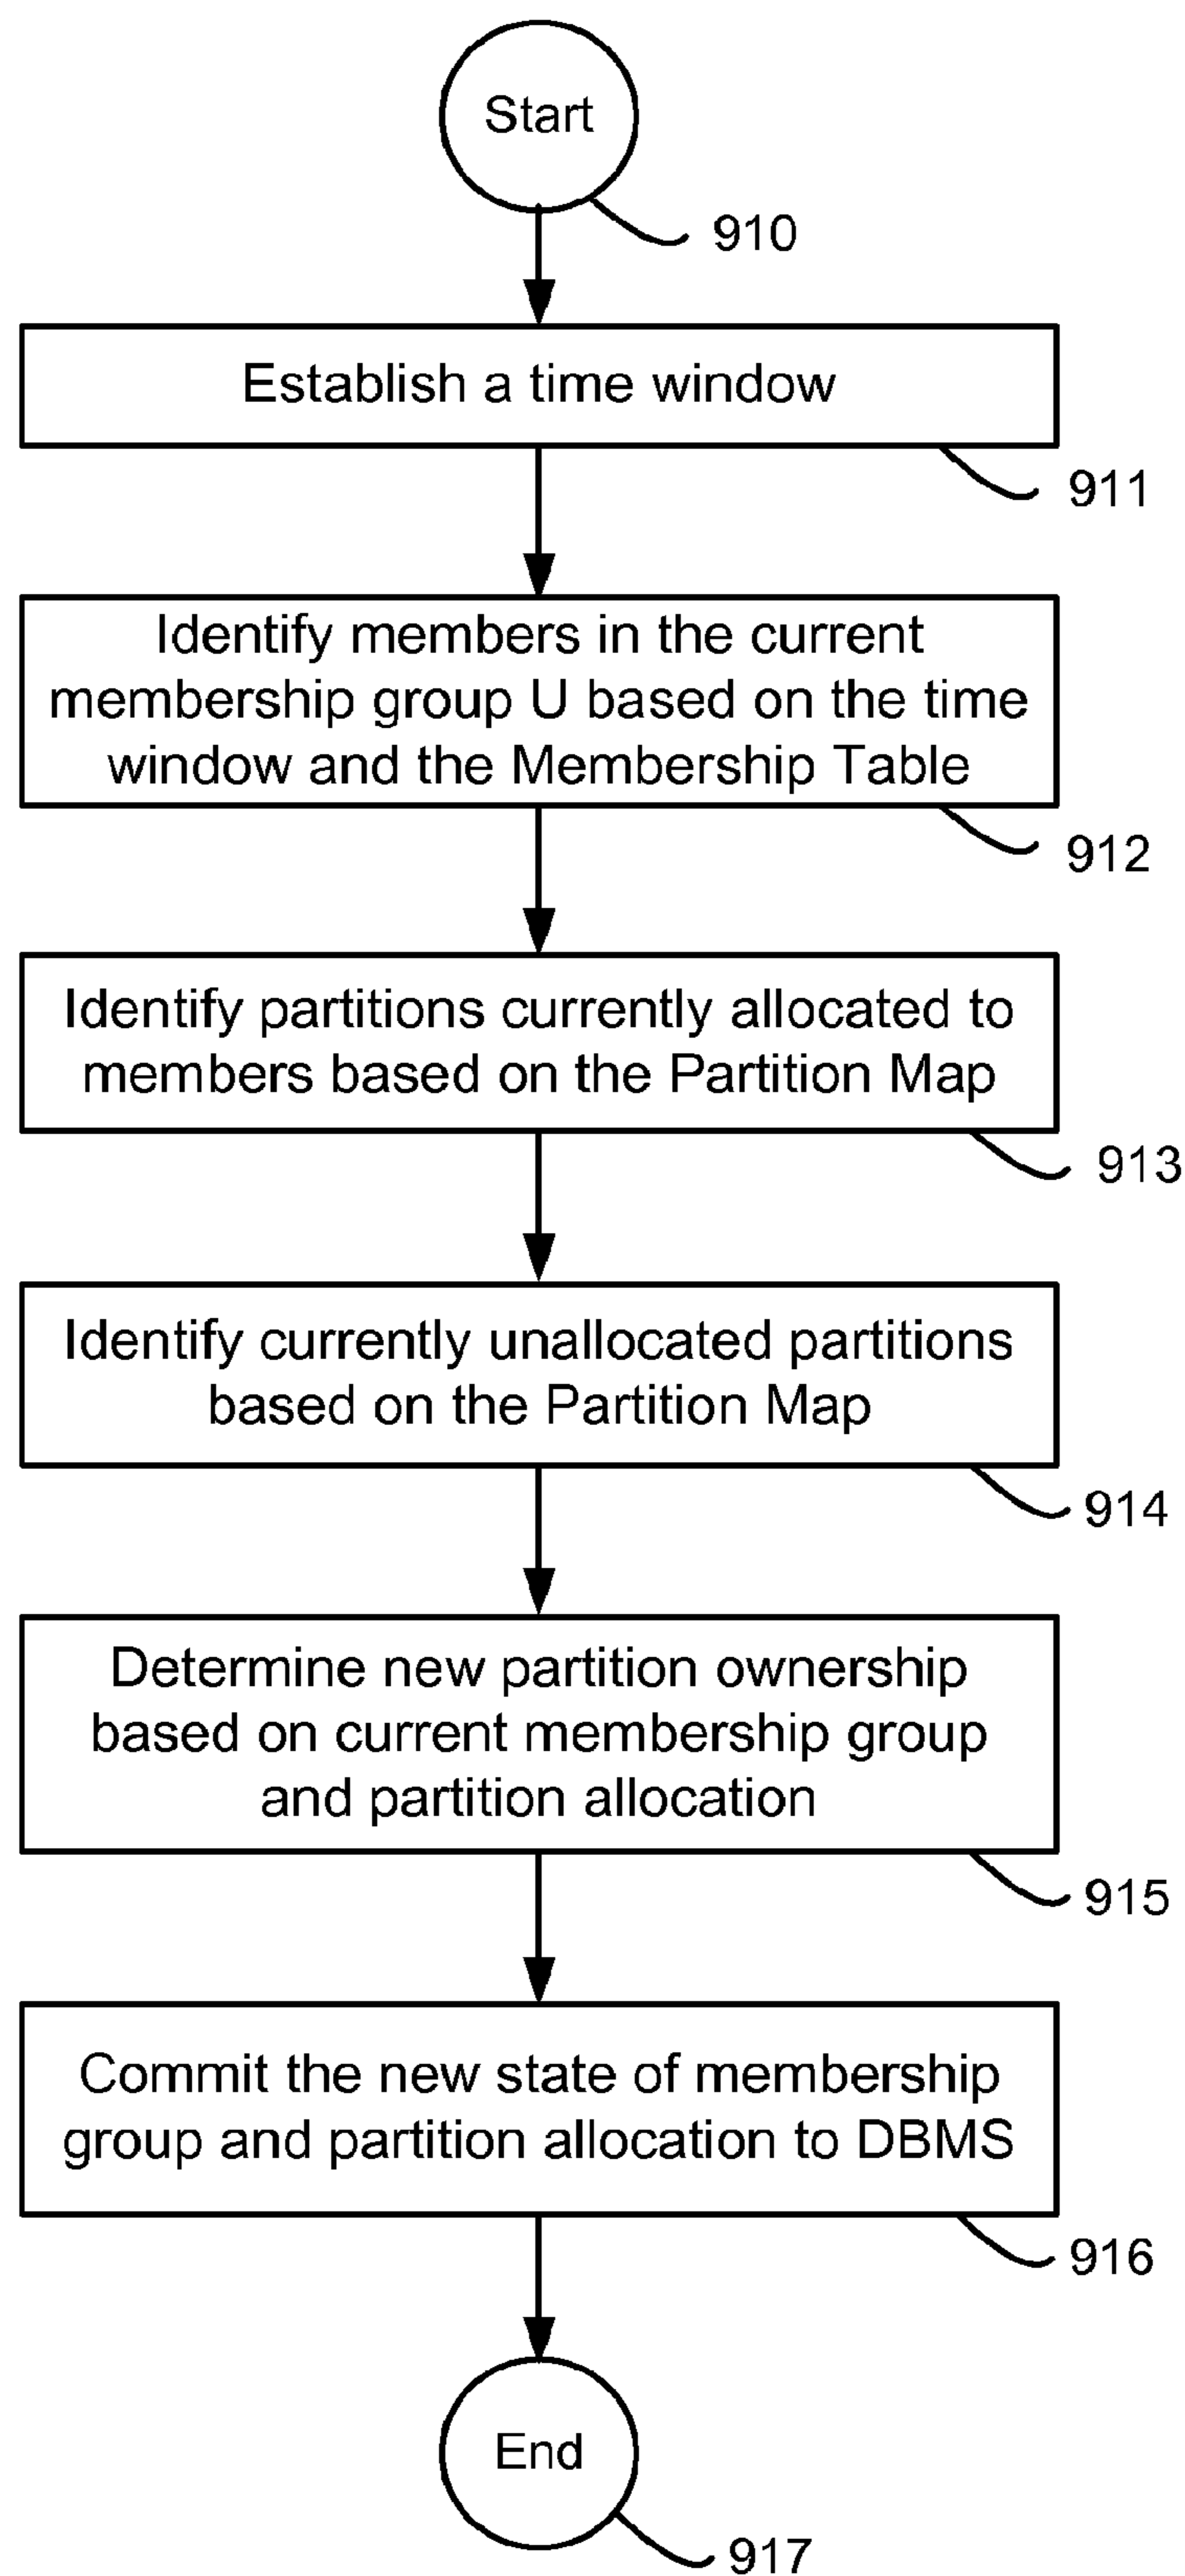 Start
910
Establish a time window
911
Identify members in the current
membership group U based on the time
window and the Membership Table
912
Identify partitions currently allocated to
members based on the Partition Map
913
Identify currently unallocated partitions
based on the Partition Map
914
Determine new partition ownership
based on current membership group
and partition allocation
915
Commit the new state of membership
group and partition allocation to DBMS
916
End
917